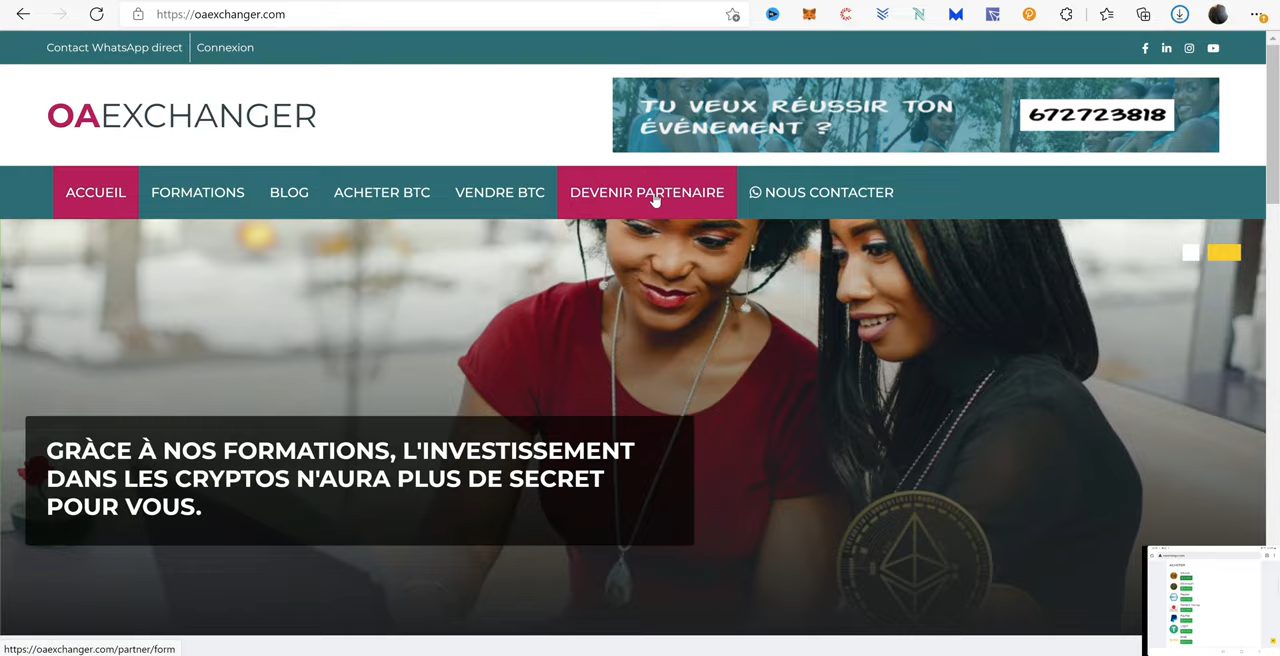 https://oaexchanger.com
Contact WhatsApp direct
Connexion
OAEXCHANGER
TU VEUX RÉUSSIR TON
ÉVÉNEMENT ?
672723818
ACCUEIL
FORMATIONS
BLOG
ACHETER BTC
VENDRE BTC
DEVENIR PARTENAIRE
NOUS CONTACTER
GRÀCE À NOS FORMATIONS, L'INVESTISSEMENT
DANS LES CRYPTOS N'AURA PLUS DE SECRET
POUR VOUS.
https://oaexchanger.com/partner/form